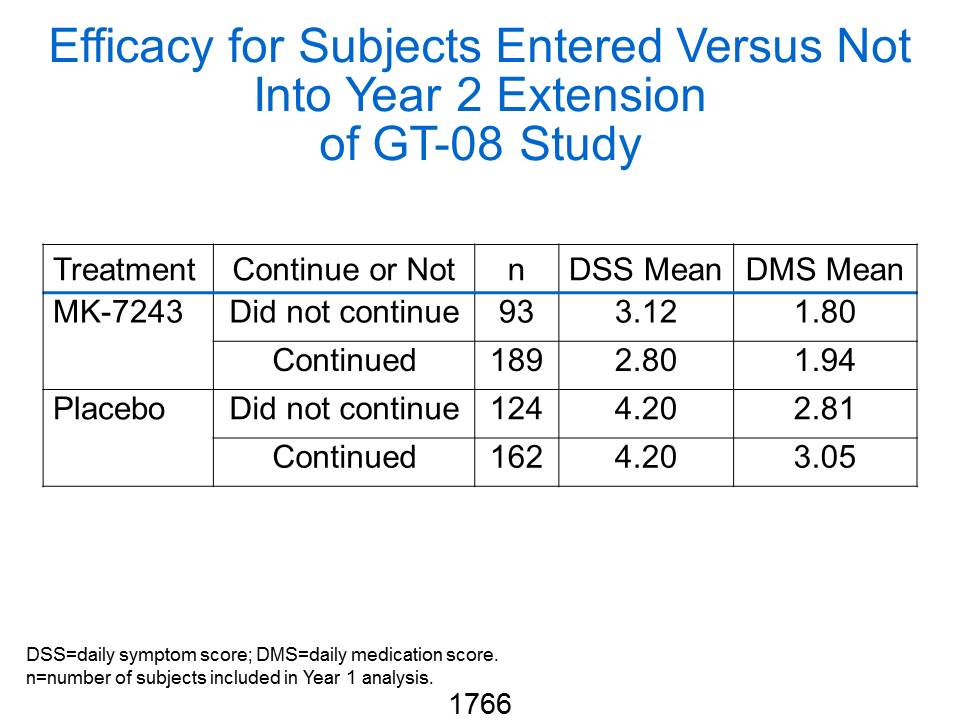 Efficacy for Subjects Entered Versus Not
Into Year 2 Extension
of GT-08 Study
Treatment Continue or Not n DSS Mean DMS Mean
MK-7243 Did not continue 93 3.12 1.80
Continued 189 2.80 1.94
Placebo Did not continue 124 4.20 2.81
Continued 162 4.20 3.05
DSS=daily symptom score; DMS=daily medication score.
n=number of subjects included in Year 1 analysis.
1766